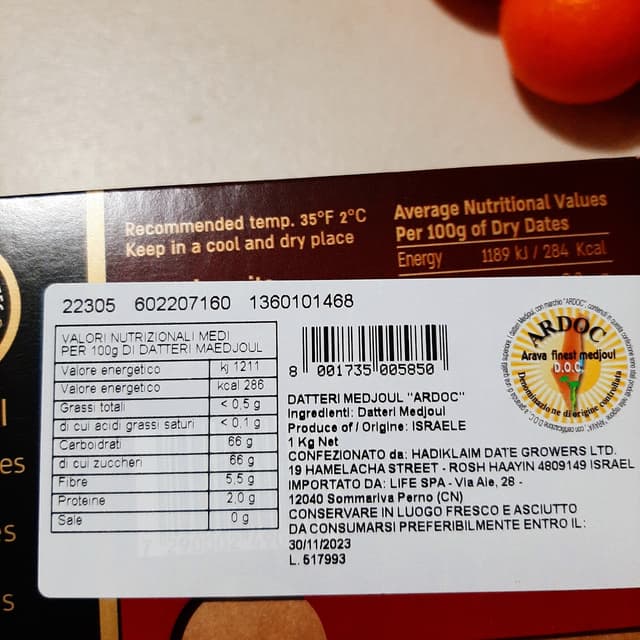 Recommended temp. 35°F 2°C
Keep in a cool and dry place
Average Nutritional Values
Per 100g of Dry Dates
Energy 1189 kJ / 284 Kcal
22305 602207160 1360101468
VALORI NUTRIZIONALI MEDI
PER 100g DI DATTERI MAEDJOUL
Valore energetico kj 1211
Valore energetico kcal 286
Grassi totali < 0,5 g
di cui acidi grassi saturi < 0,1 g
Carboidrati 66 g
di cui zuccheri 66 g
Fibre 5,5 g
Proteine 2,0 g
Sale 0 g
8 001735 005850
DATTERI MEDJOUL "ARDOC"
Ingredienti: Datteri Medjoul
Produce of / Origine: ISRAELE
1 Kg Net
CONFEZIONATO da: HADIKLAIM DATE GROWERS LTD.
19 HAMELACHA STREET - ROSH HAAYIN 4809149 ISRAEL
IMPORTATO DA: LIFE SPA - Via Ale, 26 -
12040 Sommariva Perno (CN)
CONSERVARE IN LUOGO FRESCO E ASCIUTTO
DA CONSUMARSI PREFERIBILMENTE ENTRO IL:
30/11/2023
L. 517993
ARDOC
Arava finest medjoul
D.O.C.
Denominazione di origine controllata
es
s
s